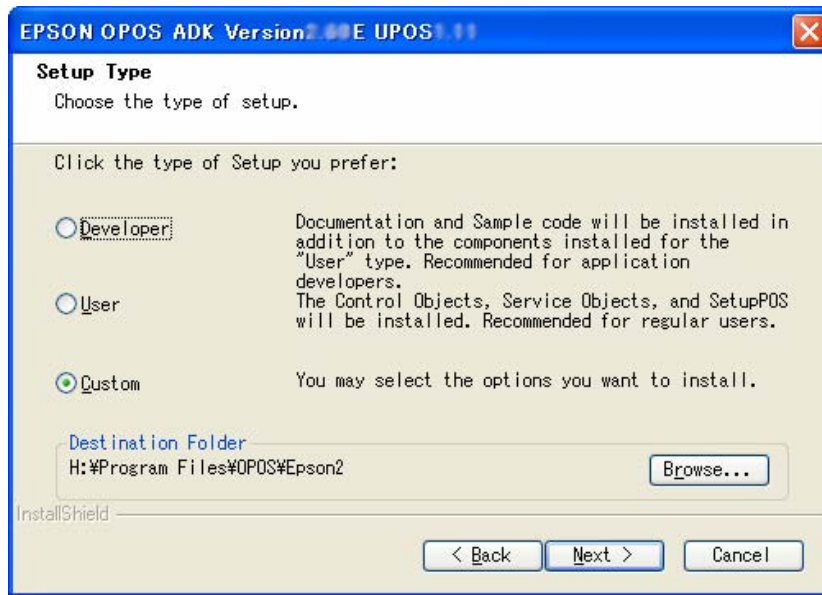 EPSON OPOS ADK Version E UPOS
Setup Type
Choose the type of setup.
Click the type of Setup you prefer:
Developer
Documentation and Sample code will be installed in
addition to the components installed for the
"User" type. Recommended for application
developers.
User
The Control Objects, Service Objects, and SetupPOS
will be installed. Recommended for regular users.
Custom
You may select the options you want to install.
Destination Folder
H:¥Program Files¥OPOS¥Epson2
Browse...
InstallShield
< Back
Next >
Cancel